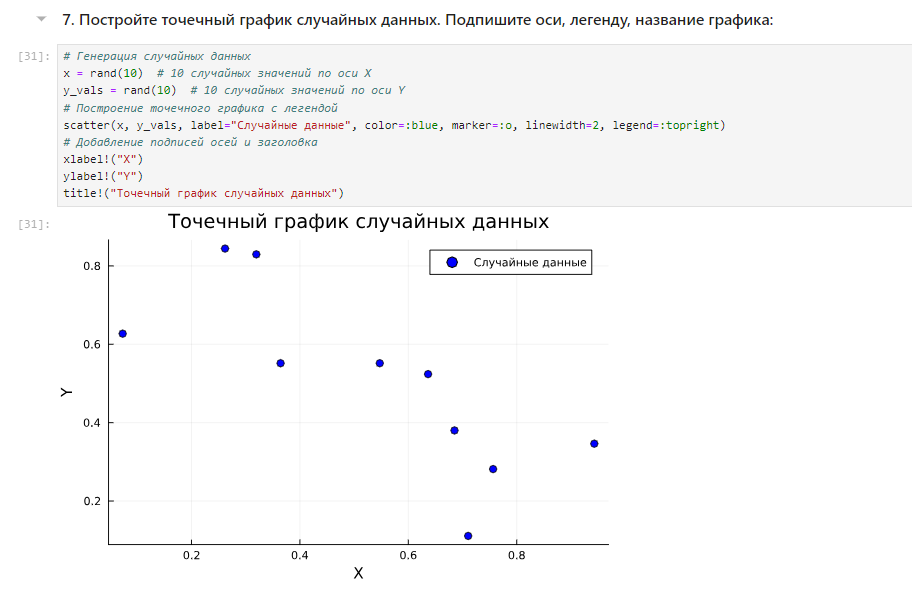 7. Постройте точечный график случайных данных. Подпишите оси, легенду, название графика:
[31]:
# Генерация случайных данных
x = rand(10)  # 10 случайных значений по оси X
y_vals = rand(10)  # 10 случайных значений по оси Y
# Построение точечного графика с легендой
scatter(x, y_vals, label="Случайные данные", color=:blue, marker=:o, linewidth=2, legend=:topright)
# Добавление подписей осей и заголовка
xlabel!("X")
ylabel!("Y")
title!("Точечный график случайных данных")
[31]:
Точечный график случайных данных
Случайные данные
0.8
0.6
Y
0.4
0.2
0.2 0.4 0.6 0.8
X